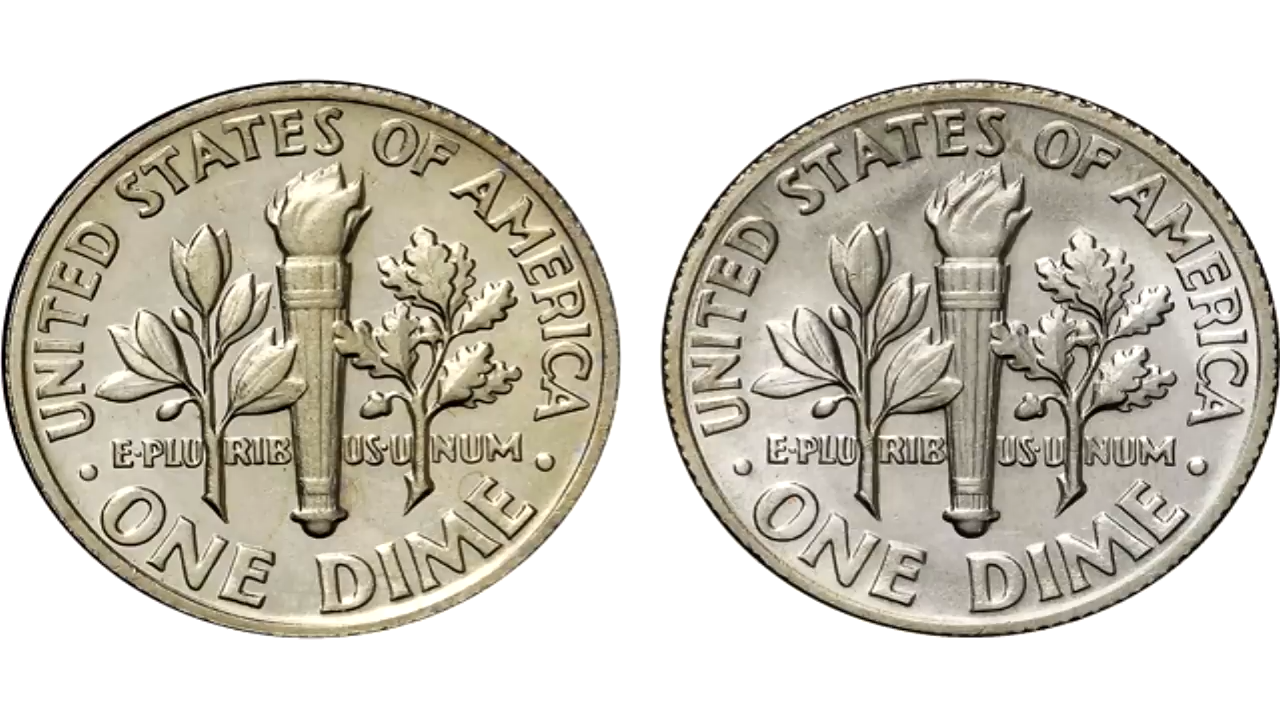 UNITED STATES OF AMERICA
E·PLURIBUS·UNUM
• ONE DIME •
UNITED STATES OF AMERICA
E·PLURIBUS·UNUM
• ONE DIME •